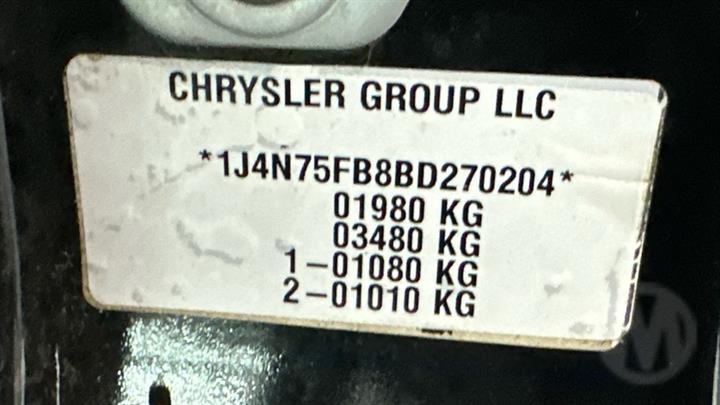 CHRYSLER GROUP LLC
*1J4N75FB8BD270204*
01980 KG
03480 KG
1-01080 KG
2-01010 KG
M